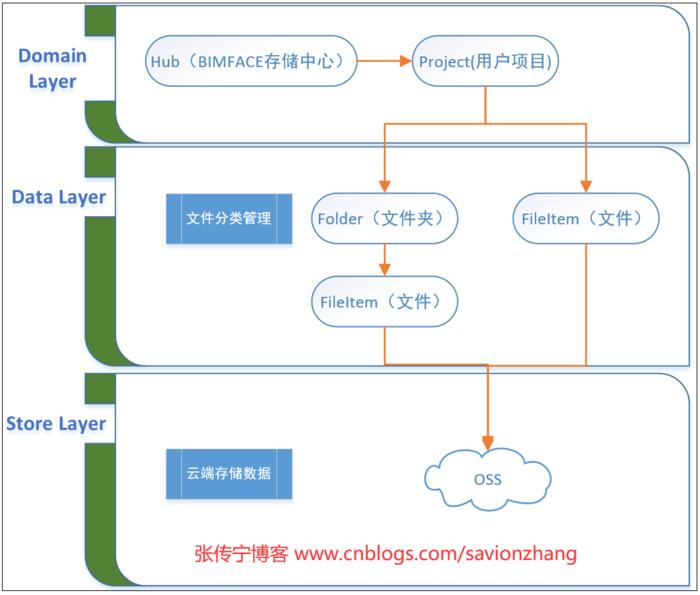 Domain
Layer
Hub（BIMFACE存储中心）
Project(用户项目)
Data Layer
文件分类管理
Folder（文件夹）
FileItem（文件）
FileItem（文件）
Store Layer
云端存储数据
OSS
张传宁博客 www.cnblogs.com/savionzhang